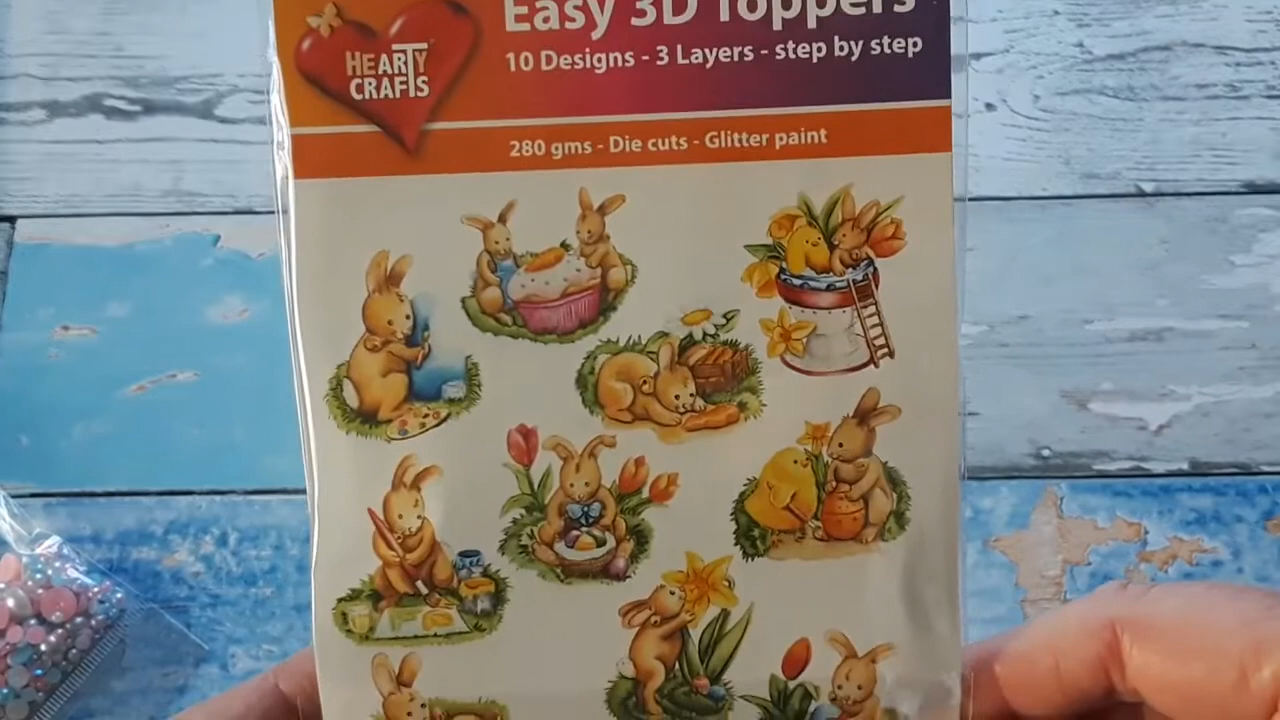 Easy 3D Toppers
10 Designs - 3 Layers - step by step
HEARTY
CRAFTS
280 gms - Die cuts - Glitter paint